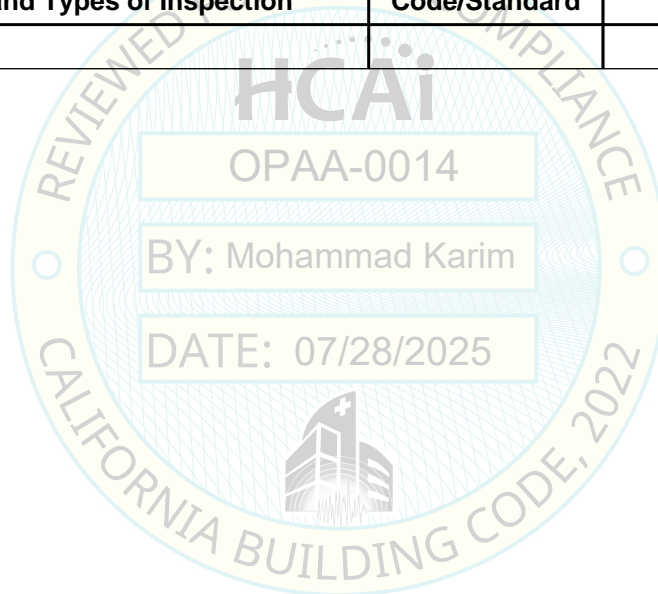 and Types of Inspection Code/Standard
REVIEWED FOR CODE COMPLIANCE
HCAi
OPAA-0014
BY: Mohammad Karim
DATE: 07/28/2025
CALIFORNIA BUILDING CODE, 2022